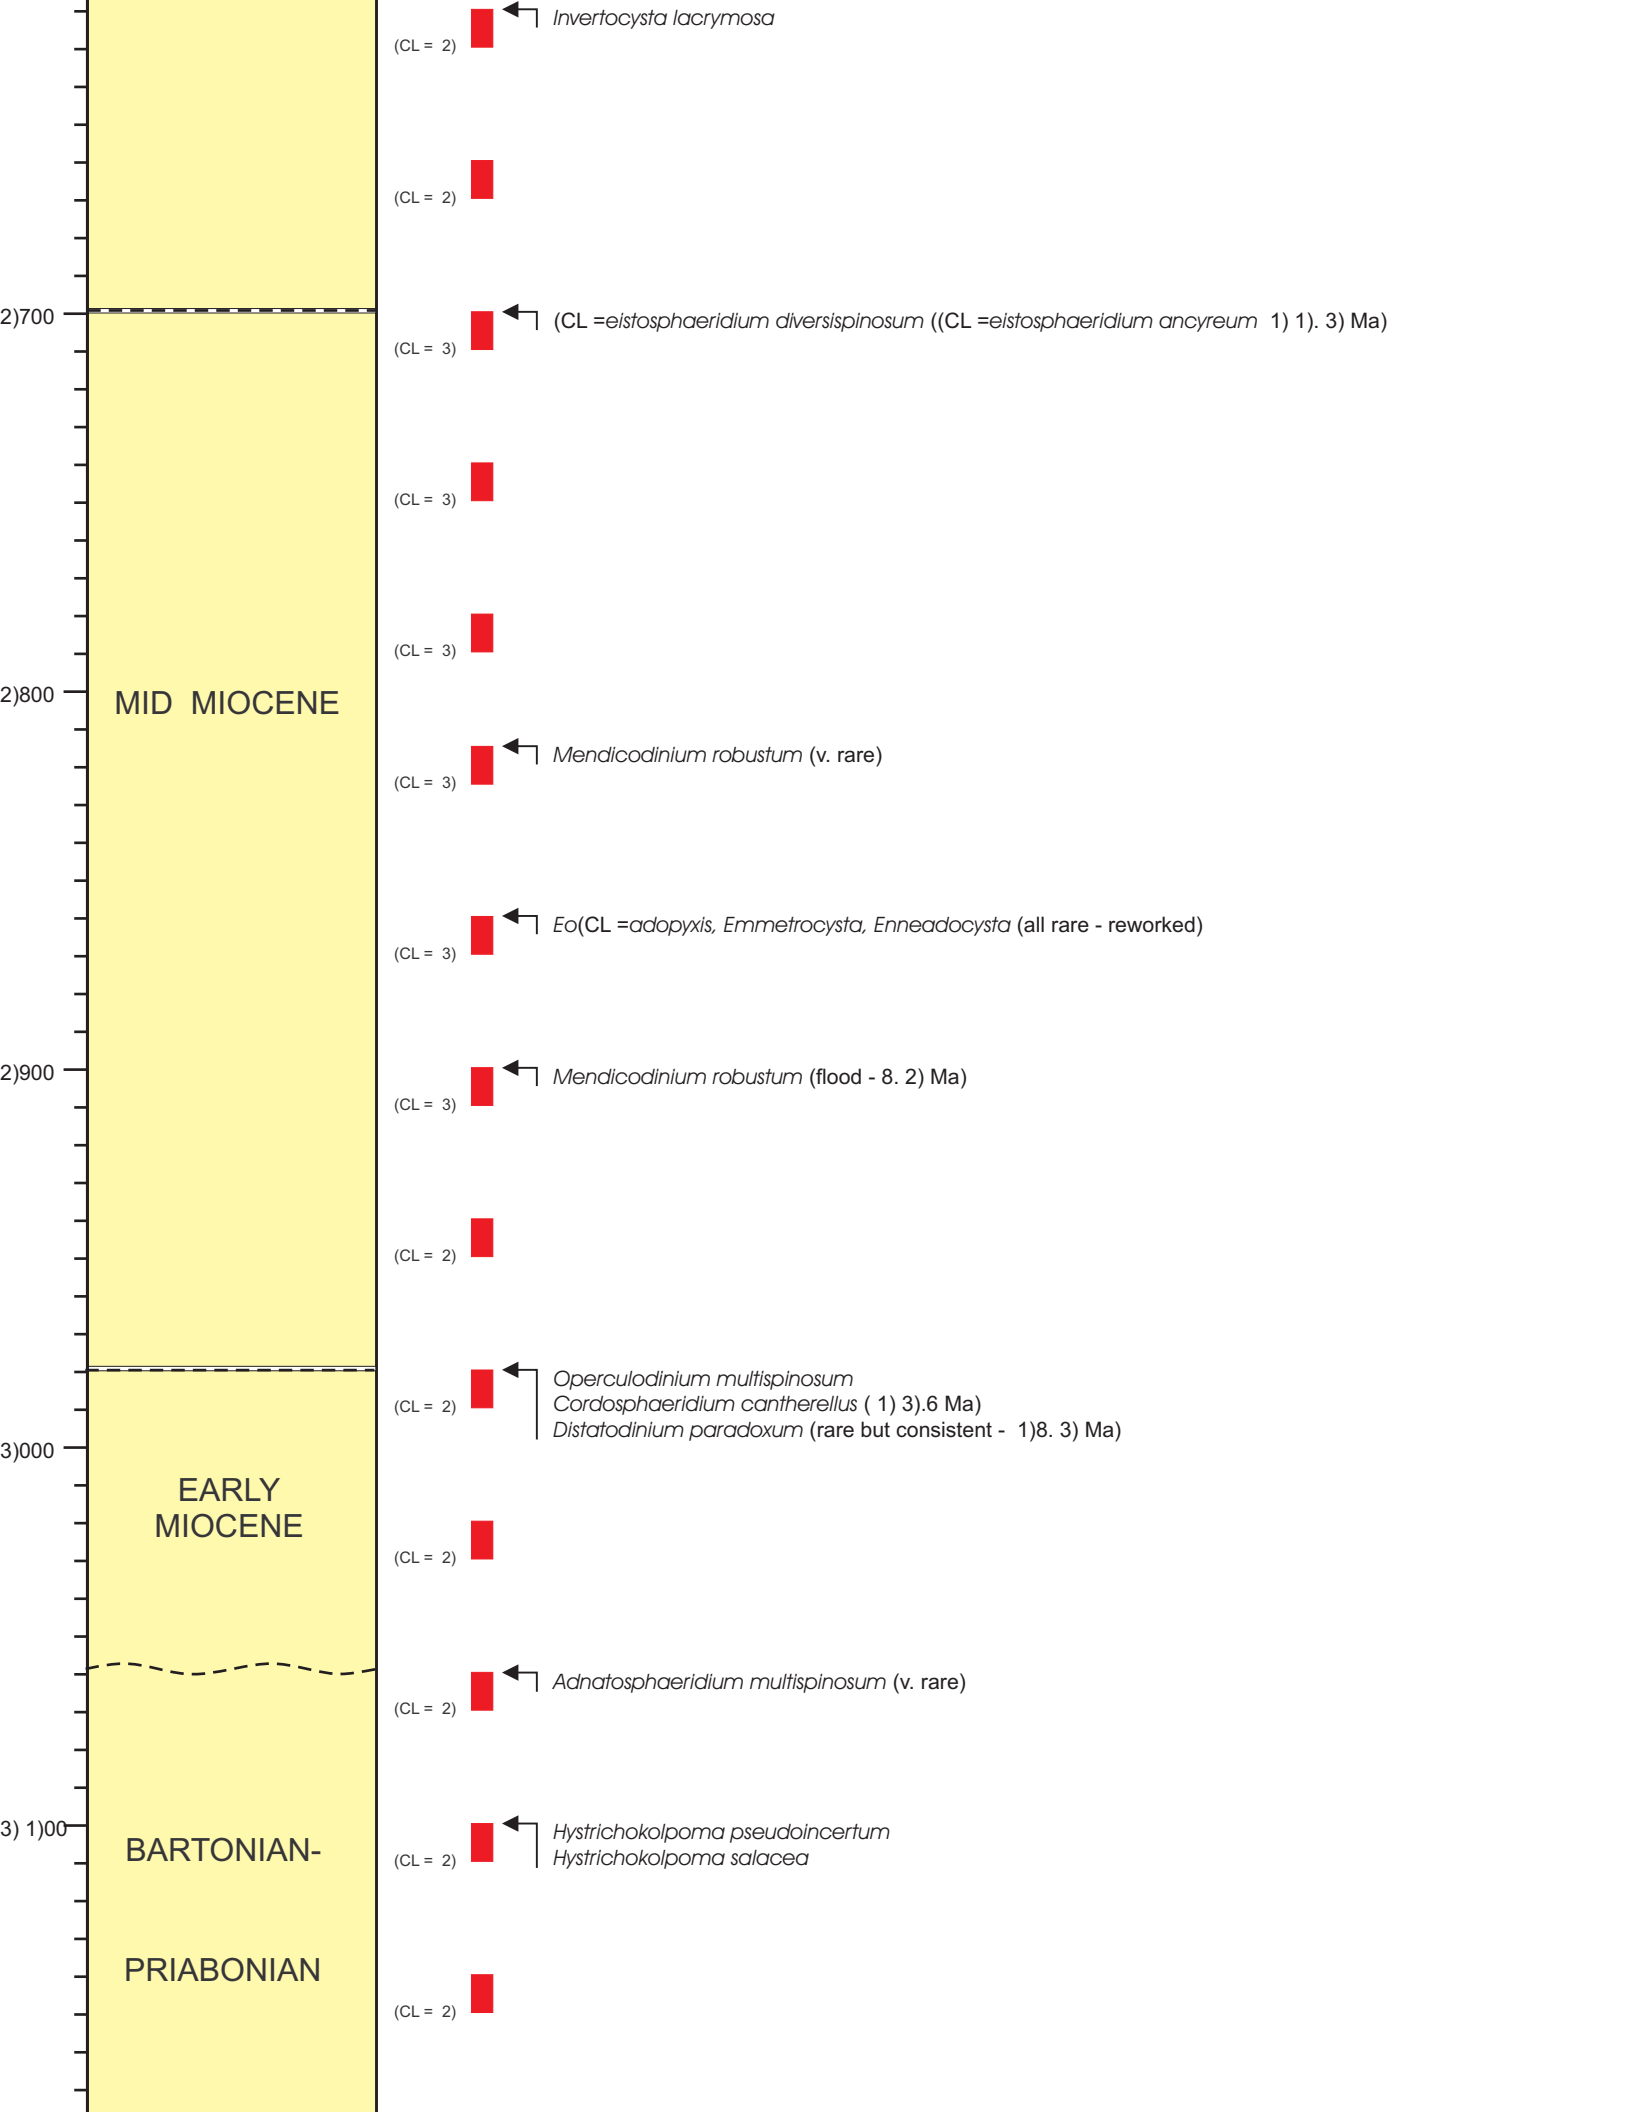 Invertocysta lacrymosa
(CL = 2)
(CL = 2)
2)700
(CL =eistosphaeridium diversispinosum ((CL =eistosphaeridium ancyreum 1) 1). 3) Ma)
(CL = 3)
(CL = 3)
(CL = 3)
2)800
MID MIOCENE
Mendicodinium robustum (v. rare)
(CL = 3)
Eo(CL =adopyxis, Emmetrocysta, Enneadocysta (all rare - reworked)
(CL = 3)
2)900
Mendicodinium robustum (flood - 8. 2) Ma)
(CL = 3)
(CL = 2)
Operculodinium multispinosum
(CL = 2)
Cordosphaeridium cantherellus ( 1) 3).6 Ma)
Distatodinium paradoxum (rare but consistent - 1)8. 3) Ma)
3)000
EARLY
MIOCENE
(CL = 2)
Adnatosphaeridium multispinosum (v. rare)
(CL = 2)
3) 1)00
Hystrichokolpoma pseudoincertum
BARTONIAN-
Hystrichokolpoma salacea
(CL = 2)
PRIABONIAN
(CL = 2)